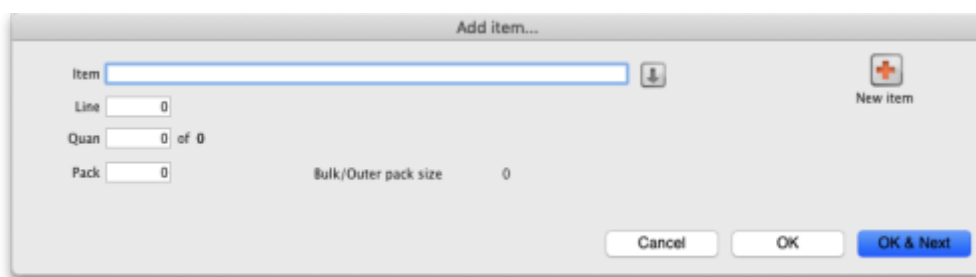 Add item...
Item
New item
Line 0
Quan 0 of 0
Pack 0 Bulk/Outer pack size 0
Cancel OK OK & Next